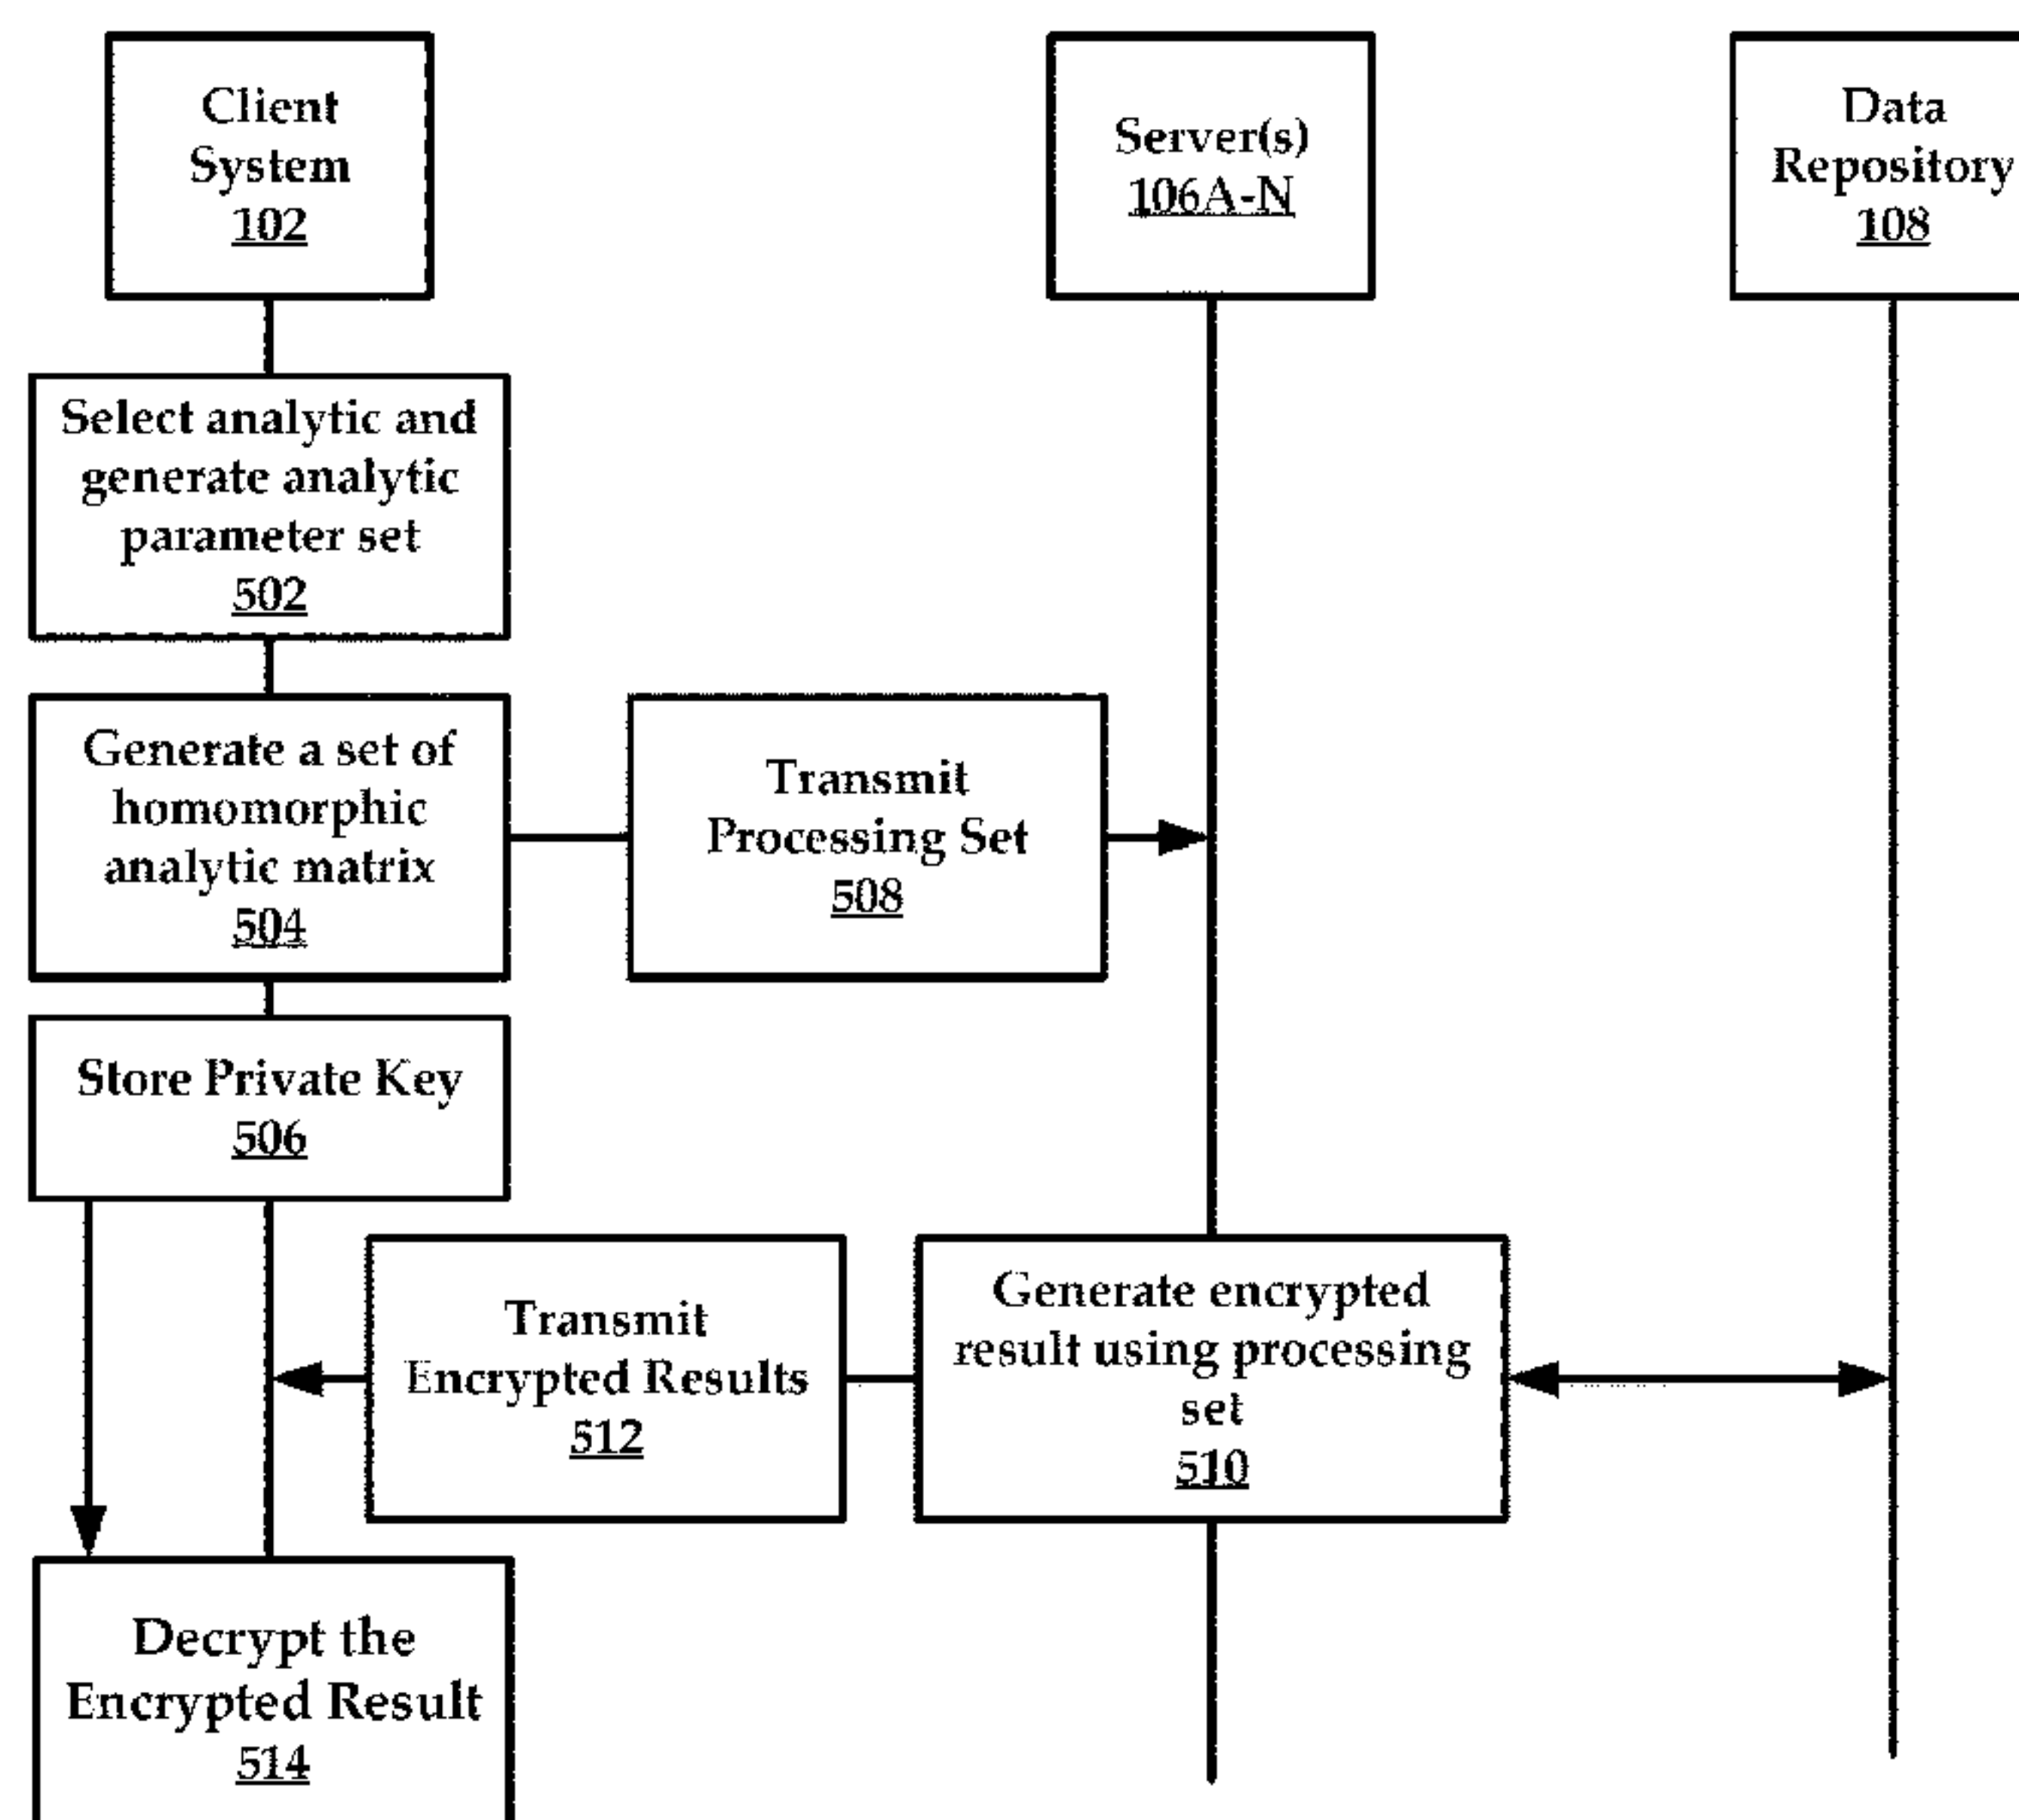 Client
System
102
Server(s)
106A-N
Data
Repository
108
Select analytic and
generate analytic
parameter set
502
Generate a set of
homomorphic
analytic matrix
504
Transmit
Processing Set
508
Store Private Key
506
Transmit
Encrypted Results
512
Generate encrypted
result using processing
set
510
Decrypt the
Encrypted Result
514